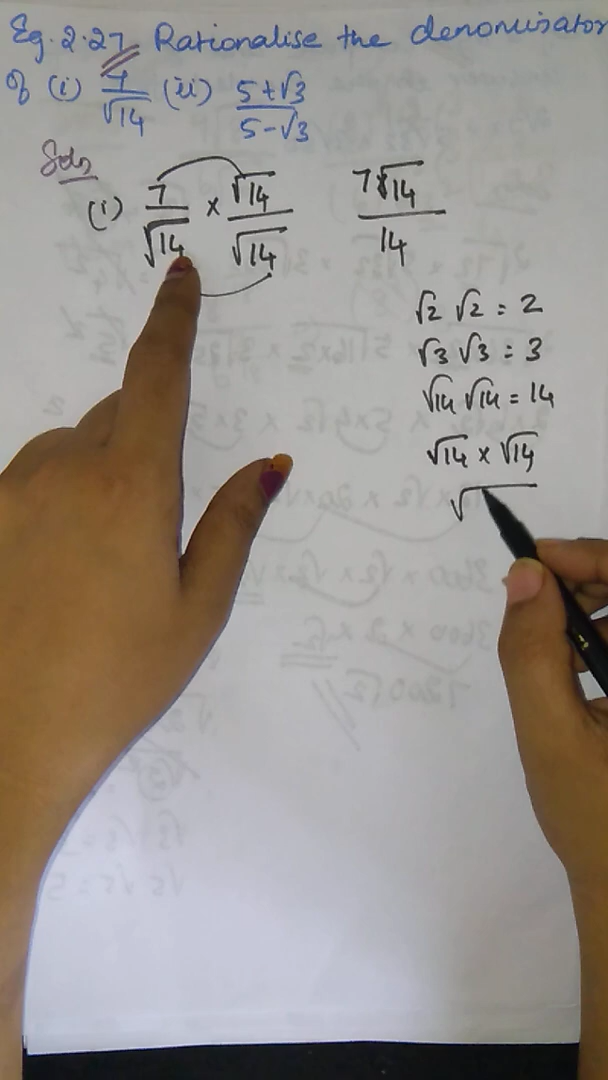 Eg. 2.27 Rationalise the denominator
of (i) 7/√14 (ii) 5+√3/5-√3
Soln
(i) 7/√14 × √14/√14 7√14/14
√2 √2 = 2
√3 √3 = 3
√14 √14 = 14
√14 × √14
√